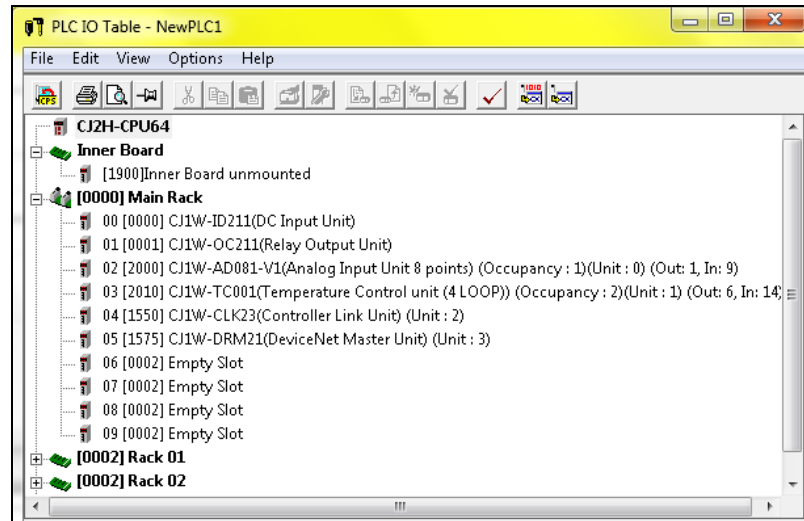 PLC IO Table - NewPLC1
File Edit View Options Help
CPS
CJ2H-CPU64
Inner Board
[1900]Inner Board unmounted
[0000] Main Rack
00 [0000] CJ1W-ID211(DC Input Unit)
01 [0001] CJ1W-OC211(Relay Output Unit)
02 [2000] CJ1W-AD081-V1(Analog Input Unit 8 points) (Occupancy : 1)(Unit : 0) (Out: 1, In: 9)
03 [2010] CJ1W-TC001(Temperature Control unit (4 LOOP)) (Occupancy : 2)(Unit : 1) (Out: 6, In: 14)
04 [1550] CJ1W-CLK23(Controller Link Unit) (Unit : 2)
05 [1575] CJ1W-DRM21(DeviceNet Master Unit) (Unit : 3)
06 [0002] Empty Slot
07 [0002] Empty Slot
08 [0002] Empty Slot
09 [0002] Empty Slot
[0002] Rack 01
[0002] Rack 02